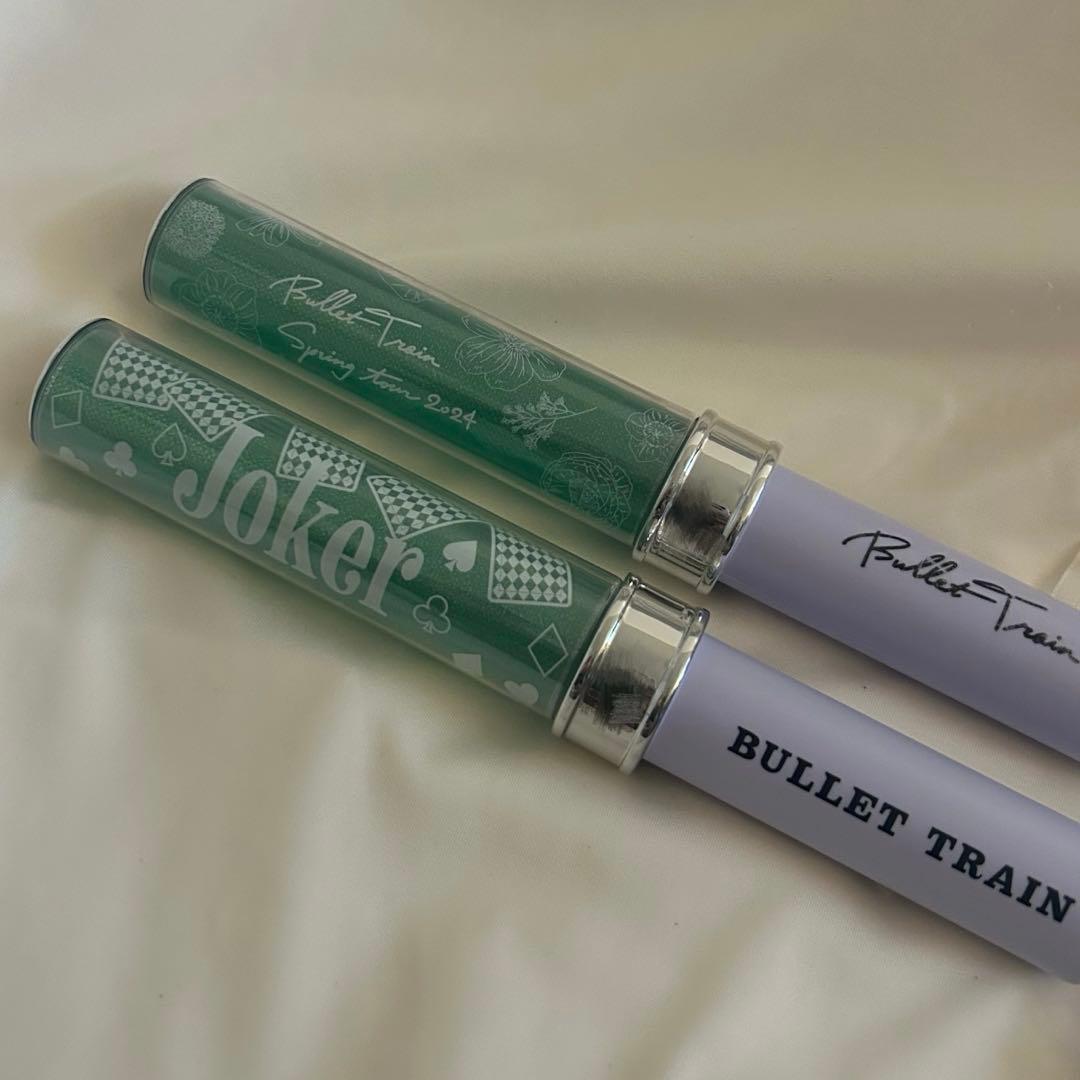 Bullet Train
Spring tour 2024
Bullet Train
Joker
BULLET TRAIN